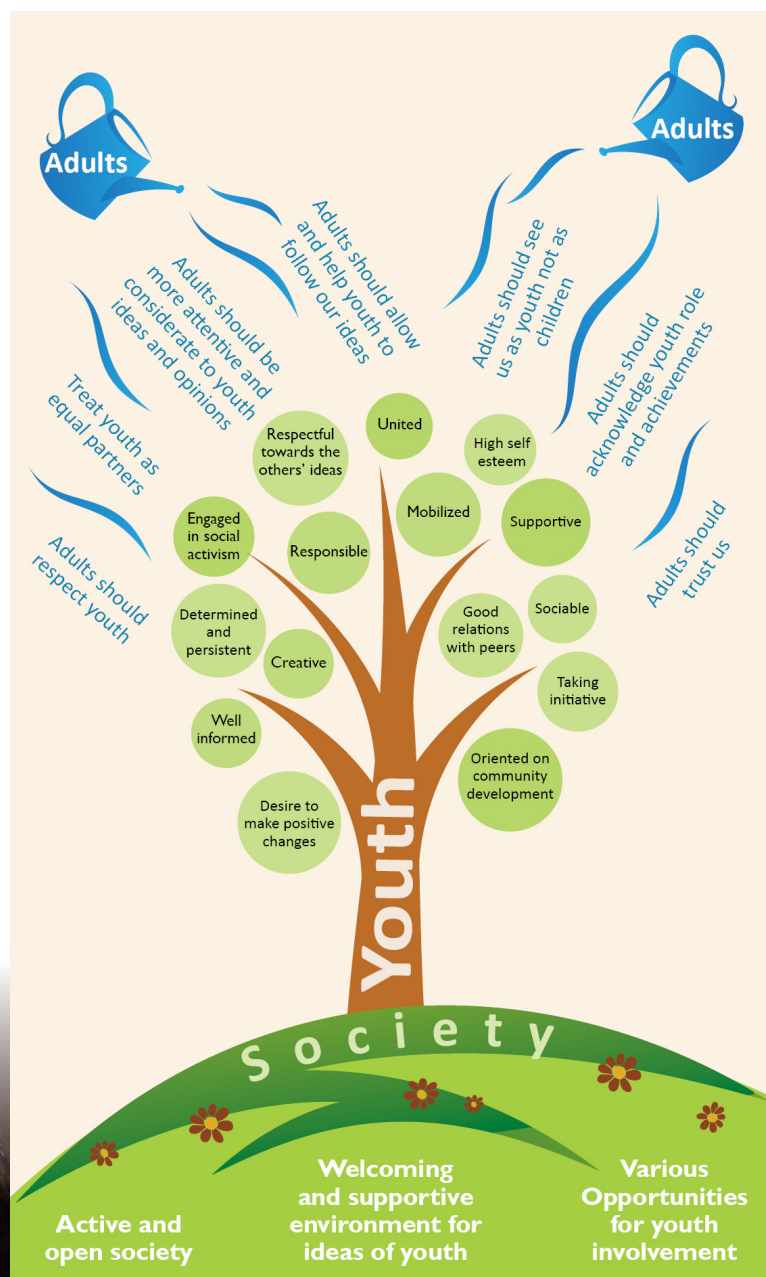 Adults
Adults
Adults should allow
and help youth to
follow our ideas
Adults should be
more attentive and
considerate to youth
ideas and opinions
Treat youth as
equal partners
Adults should
respect youth
Adults should see
us as youth not as
children
Adults should
acknowledge youth role
and achievements
Adults should
trust us
United
Respectful
towards the
others’ ideas
High self
esteem
Mobilized
Supportive
Engaged
in social
activism
Responsible
Determined
and
persistent
Creative
Good
relations
with peers
Sociable
Taking
initiative
Well
informed
Oriented on
community
development
Desire to
make positive
changes
Youth
Society
Active and
open society
Welcoming
and supportive
environment for
ideas of youth
Various
Opportunities
for youth
involvement